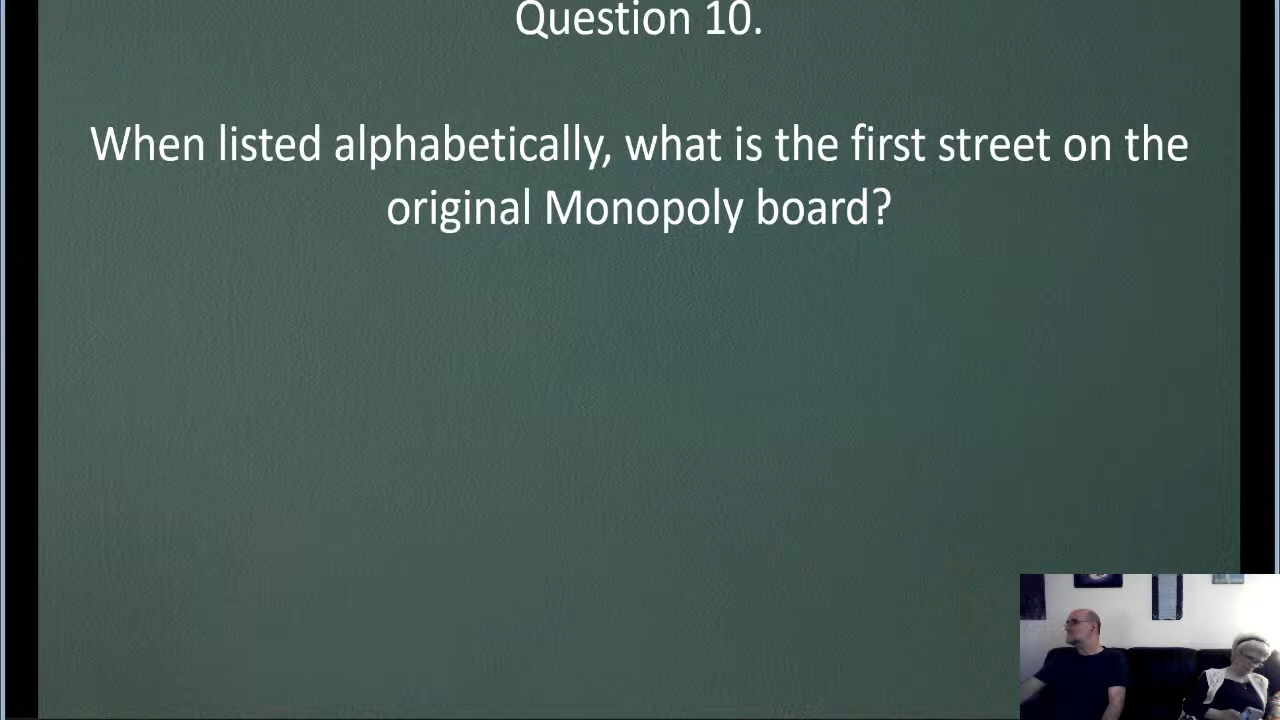 Question 10.
When listed alphabetically, what is the first street on the
original Monopoly board?